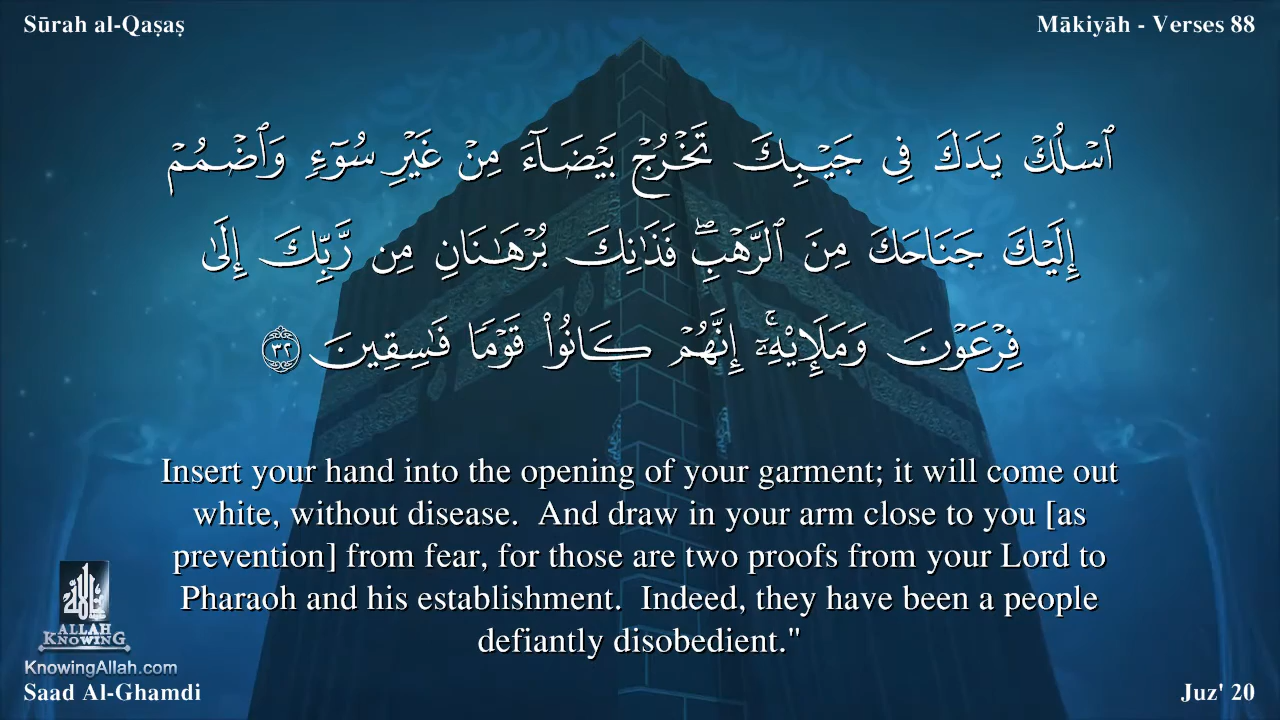 Sūrah al-Qaṣaṣ
Mākiyāh - Verses 88
ٱسْلُكْ يَدَكَ فِى جَيْبِكَ تَخْرُجْ بَيْضَآءَ مِنْ غَيْرِ سُوٓءٍ وَٱضْمُمْ
إِلَيْكَ جَنَاحَكَ مِنَ ٱلرَّهْبِ ۖ فَذَٰنِكَ بُرْهَـٰنَانِ مِن رَّبِّكَ إِلَىٰ
فِرْعَوْنَ وَمَلَإِي۟هِۦٓ ۚ إِنَّهُمْ كَانُوا۟ قَوْمًا فَـٰسِقِينَ ٣٢
Insert your hand into the opening of your garment; it will come out
white, without disease.  And draw in your arm close to you [as
prevention] from fear, for those are two proofs from your Lord to
Pharaoh and his establishment.  Indeed, they have been a people
defiantly disobedient."
ALLAH
KNOWING
KnowingAllah.com
Saad Al-Ghamdi
Juz' 20